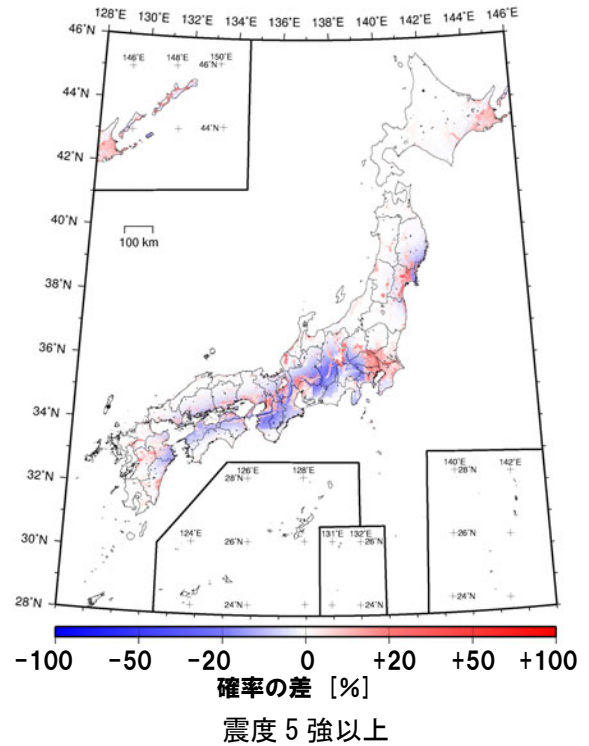 128°E 130°E 132°E 134°E 136°E 138°E 140°E 142°E 144°E 146°E
46°N
146°E 148°E 150°E
46°N
44°N
44°N
42°N
40°N
100 km
38°N
36°N
34°N
32°N
126°E 128°E
28°N
140°E 142°E
28°N
30°N
124°E
26°N
131°E 132°E
26°N
26°N
28°N
24°N
24°N
24°N
-100 -50 -20 0 +20 +50 +100
確率の差 [%]
震度5強以上